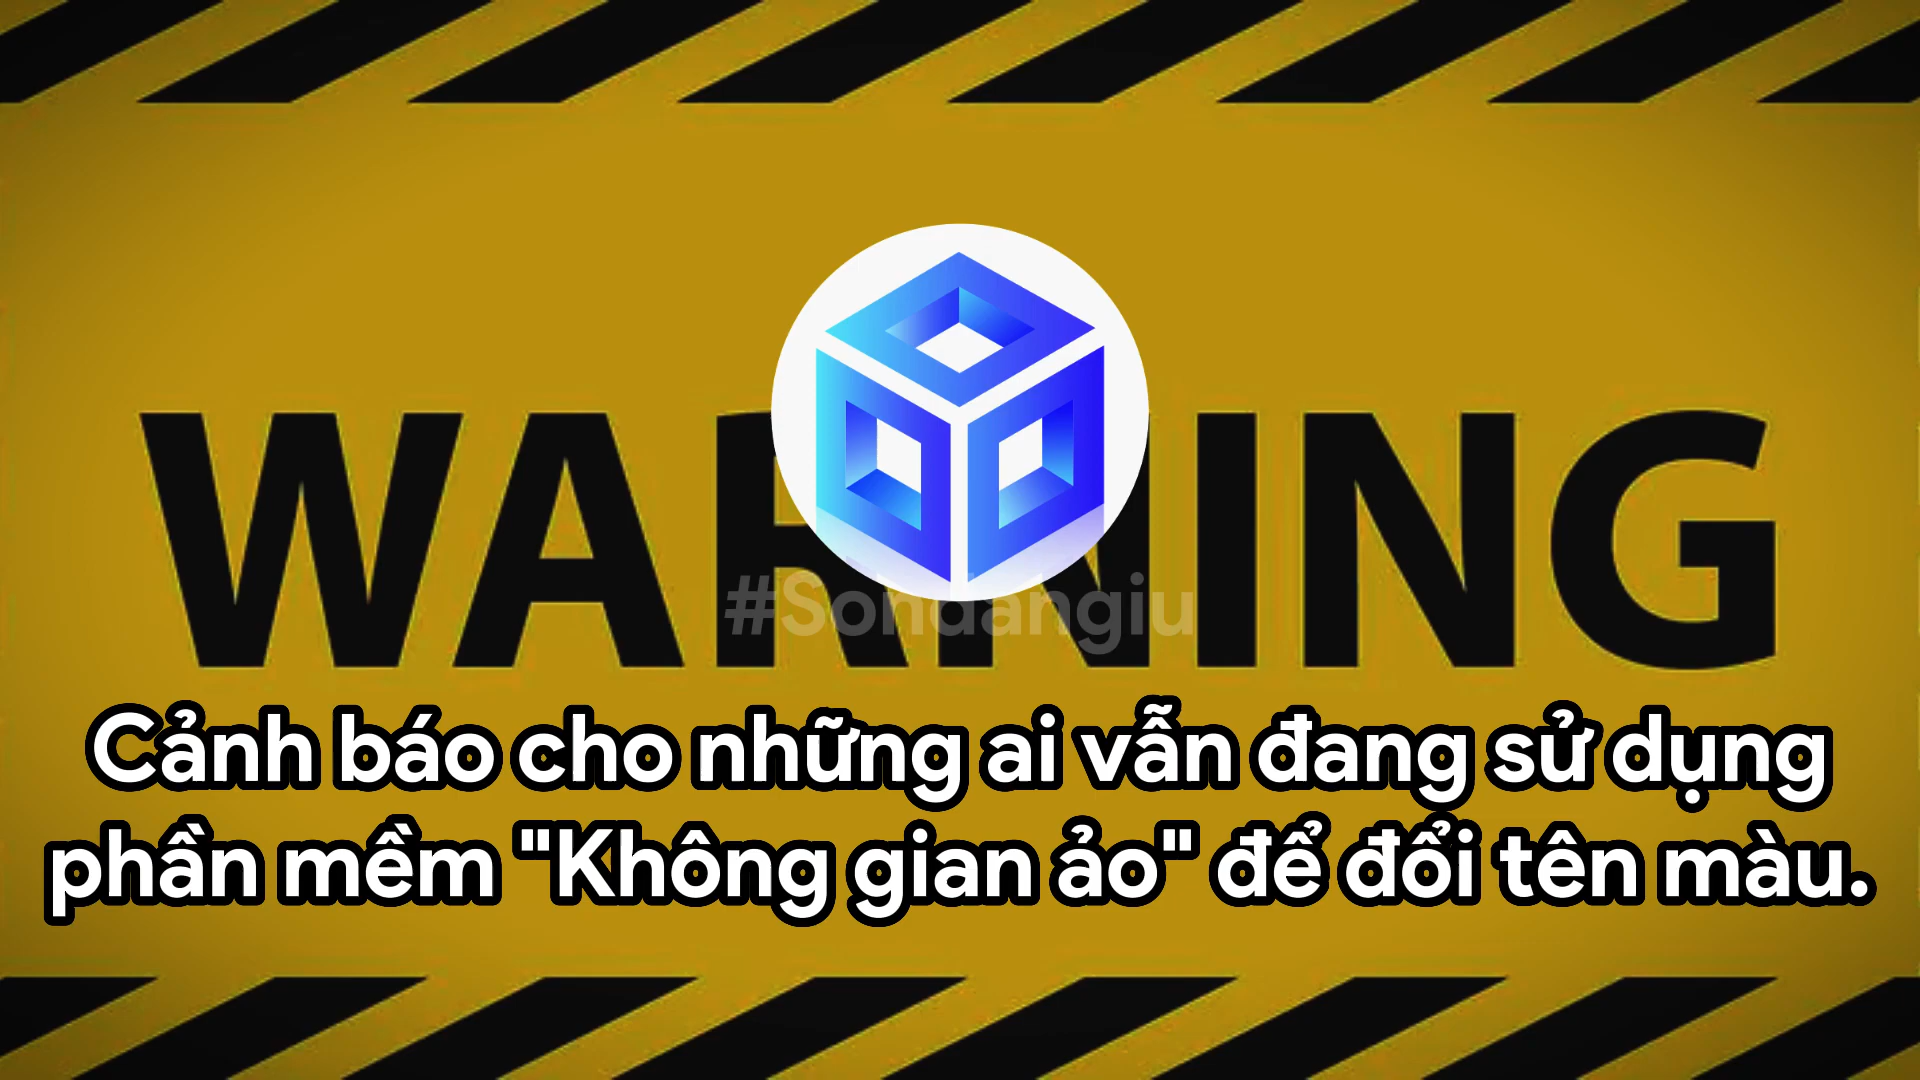 WARNING
#Sondangiu
Cảnh báo cho những ai vẫn đang sử dụng
phần mềm "Không gian ảo" để đổi tên màu.